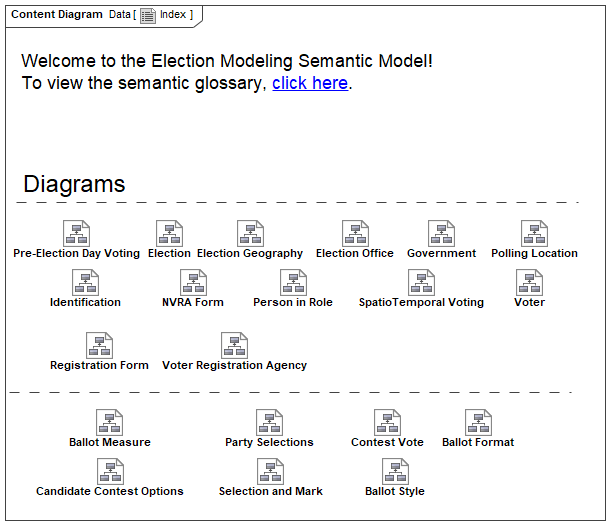 Content Diagram Data [ Index ]
Welcome to the Election Modeling Semantic Model!
To view the semantic glossary, click here.
Diagrams
Pre-Election Day Voting Election Election Geography Election Office Government Polling Location
Identification NVRA Form Person in Role SpatioTemporal Voting Voter
Registration Form Voter Registration Agency
Ballot Measure Party Selections Contest Vote Ballot Format
Candidate Contest Options Selection and Mark Ballot Style